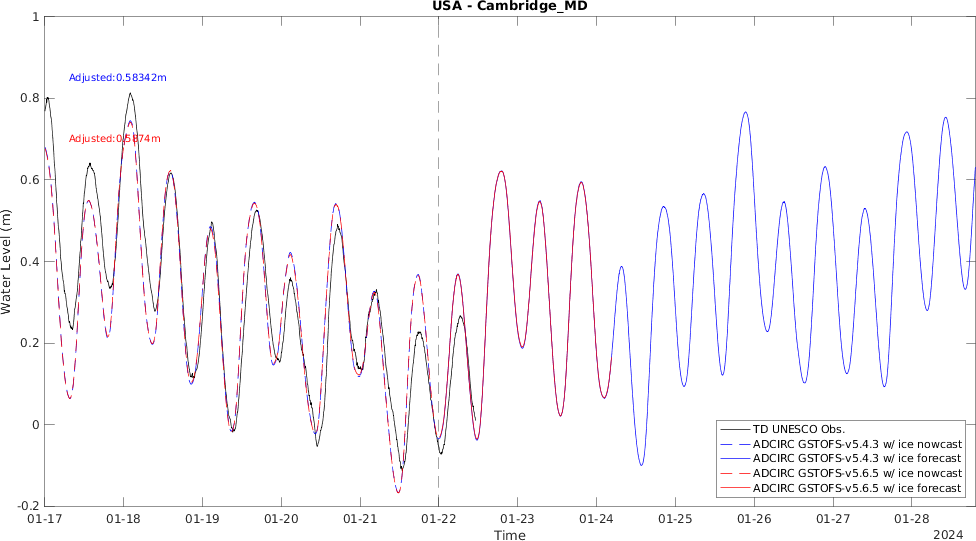 USA - Cambridge_MD
Water Level (m)
1
0.8
0.6
0.4
0.2
0
-0.2
Adjusted:0.58342m
Adjusted:0.5874m
TD UNESCO Obs.
ADCIRC GSTOFS-v5.4.3 w/ ice nowcast
ADCIRC GSTOFS-v5.4.3 w/ ice forecast
ADCIRC GSTOFS-v5.6.5 w/ ice nowcast
ADCIRC GSTOFS-v5.6.5 w/ ice forecast
01-17 01-18 01-19 01-20 01-21 01-22 01-23 01-24 01-25 01-26 01-27 01-28
Time
2024